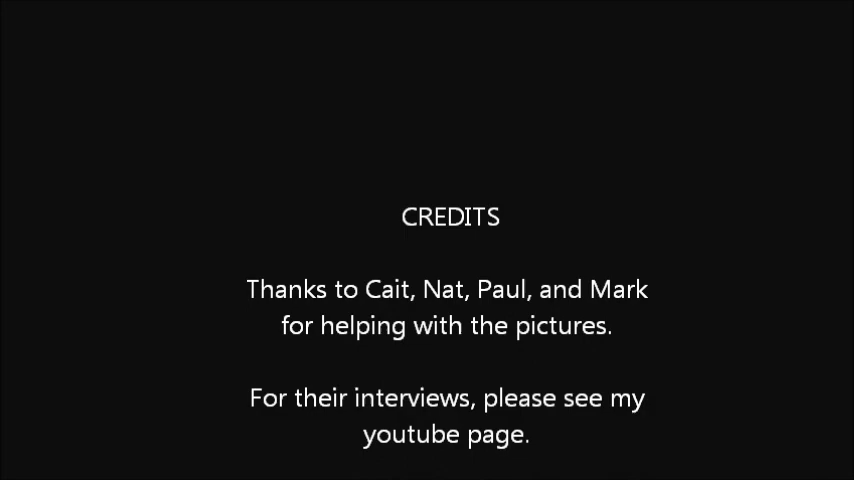 CREDITS
Thanks to Cait, Nat, Paul, and Mark
for helping with the pictures.
For their interviews, please see my
youtube page.